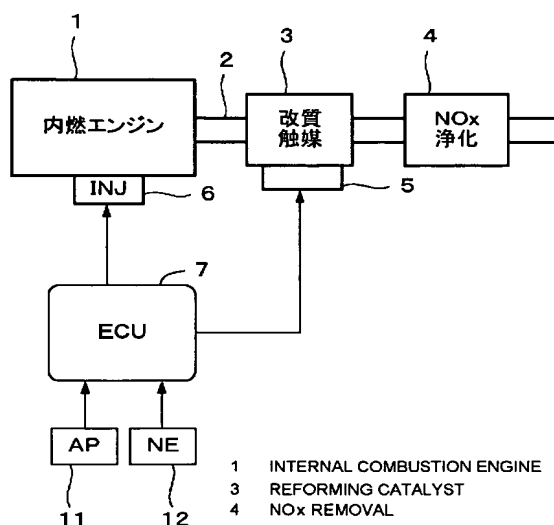 1
2
3
4
内燃エンジン
改質
触媒
NOx
浄化
INJ
6
5
7
ECU
AP
NE
11
12
1 INTERNAL COMBUSTION ENGINE
3 REFORMING CATALYST
4 NOx REMOVAL